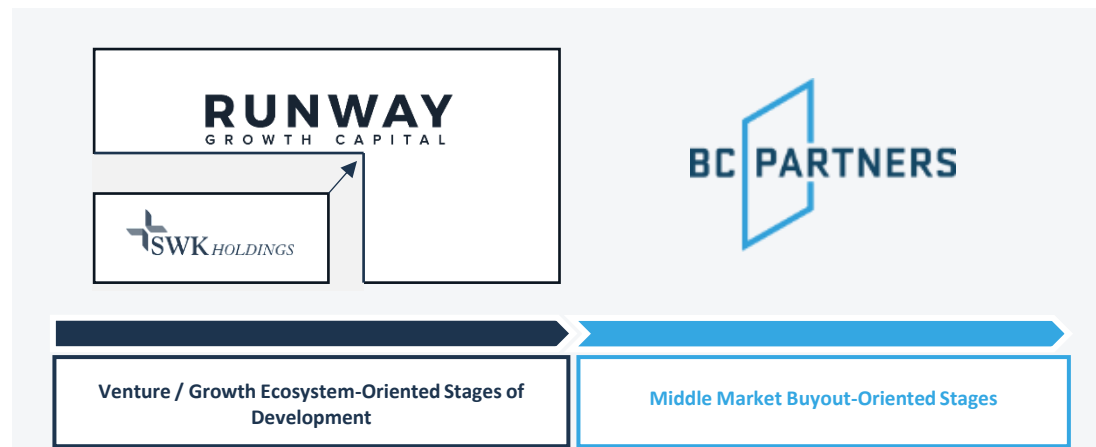 RUNWAY
GROWTH CAPITAL
SWK HOLDINGS
BC PARTNERS
Venture / Growth Ecosystem-Oriented Stages of
Development
Middle Market Buyout-Oriented Stages